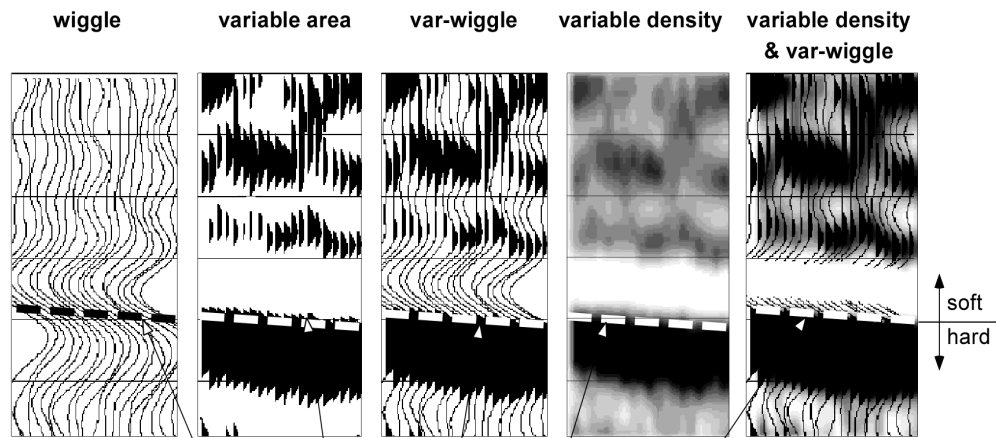 wiggle
variable area
var-wiggle
variable density
variable density
& var-wiggle
soft
hard